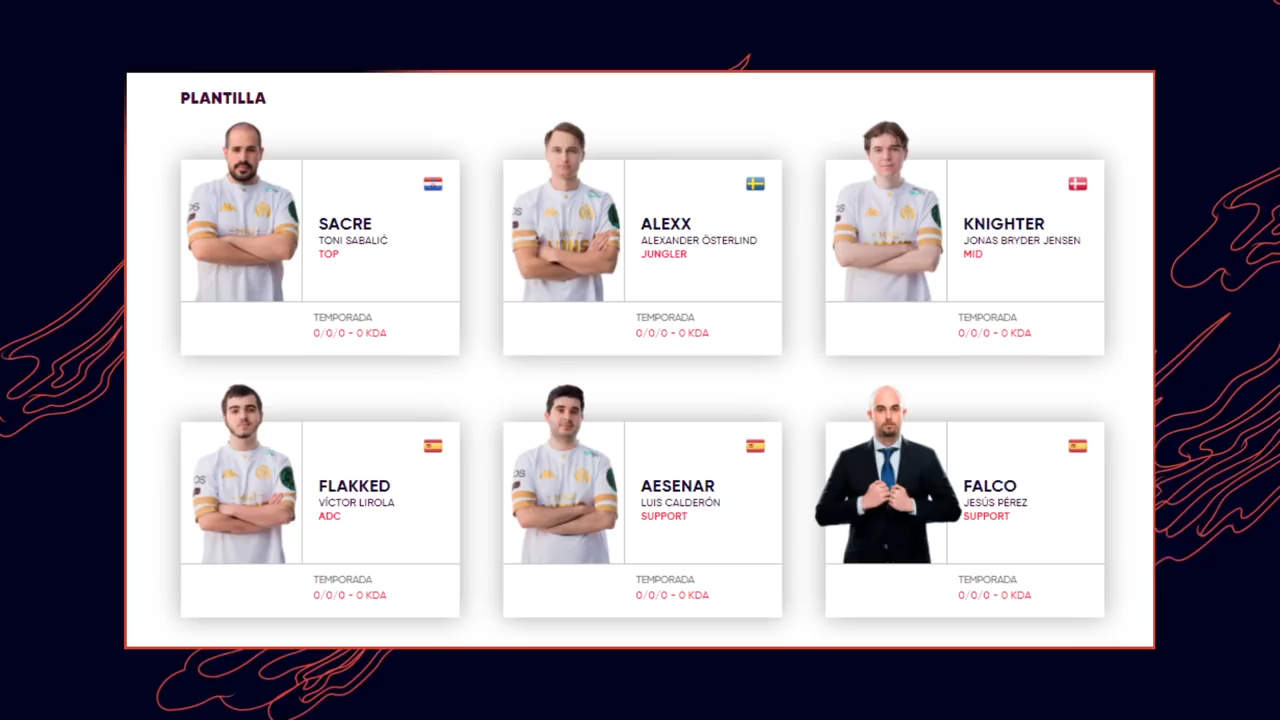 PLANTILLA
SACRE
TONI SABALIĆ
TOP
TEMPORADA
0/0/0 - 0 KDA
ALEXX
ALEXANDER ÖSTERLIND
JUNGLER
TEMPORADA
0/0/0 - 0 KDA
KNIGHTER
JONAS BRYDER JENSEN
MID
TEMPORADA
0/0/0 - 0 KDA
FLAKKED
VÍCTOR LIROLA
ADC
TEMPORADA
0/0/0 - 0 KDA
AESENAR
LUIS CALDERÓN
SUPPORT
TEMPORADA
0/0/0 - 0 KDA
FALCO
JESÚS PÉREZ
SUPPORT
TEMPORADA
0/0/0 - 0 KDA